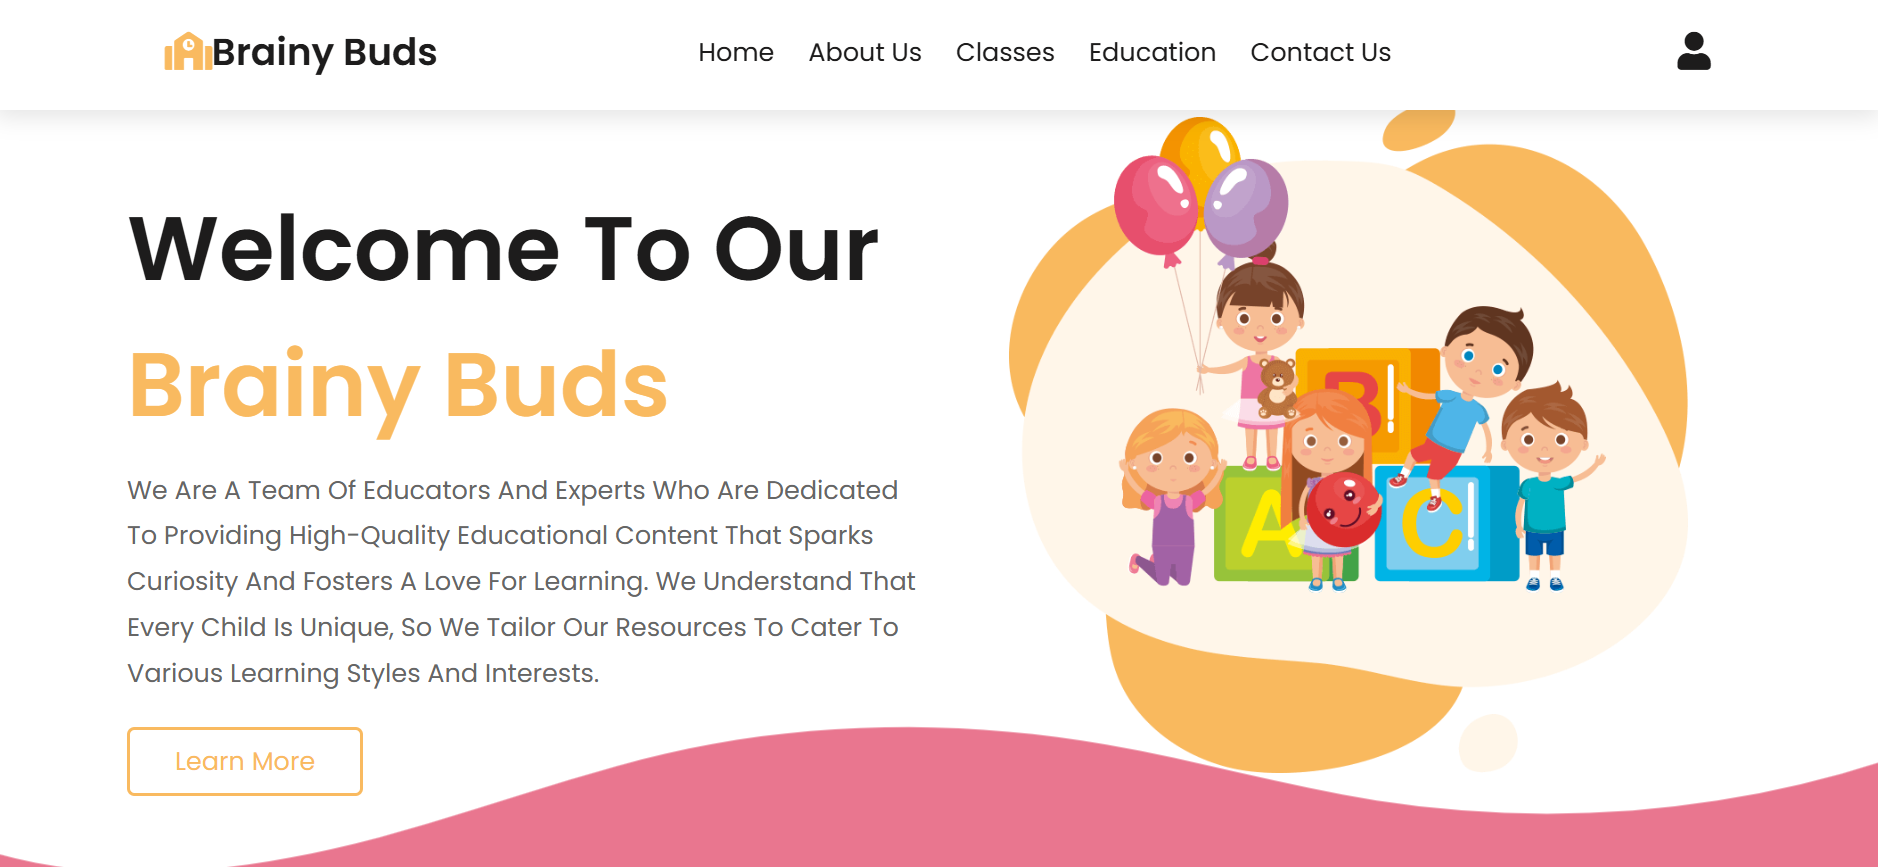 Brainy Buds
Home About Us Classes Education Contact Us
Welcome To Our
Brainy Buds
We Are A Team Of Educators And Experts Who Are Dedicated
To Providing High-Quality Educational Content That Sparks
Curiosity And Fosters A Love For Learning. We Understand That
Every Child Is Unique, So We Tailor Our Resources To Cater To
Various Learning Styles And Interests.
Learn More
B
A
C